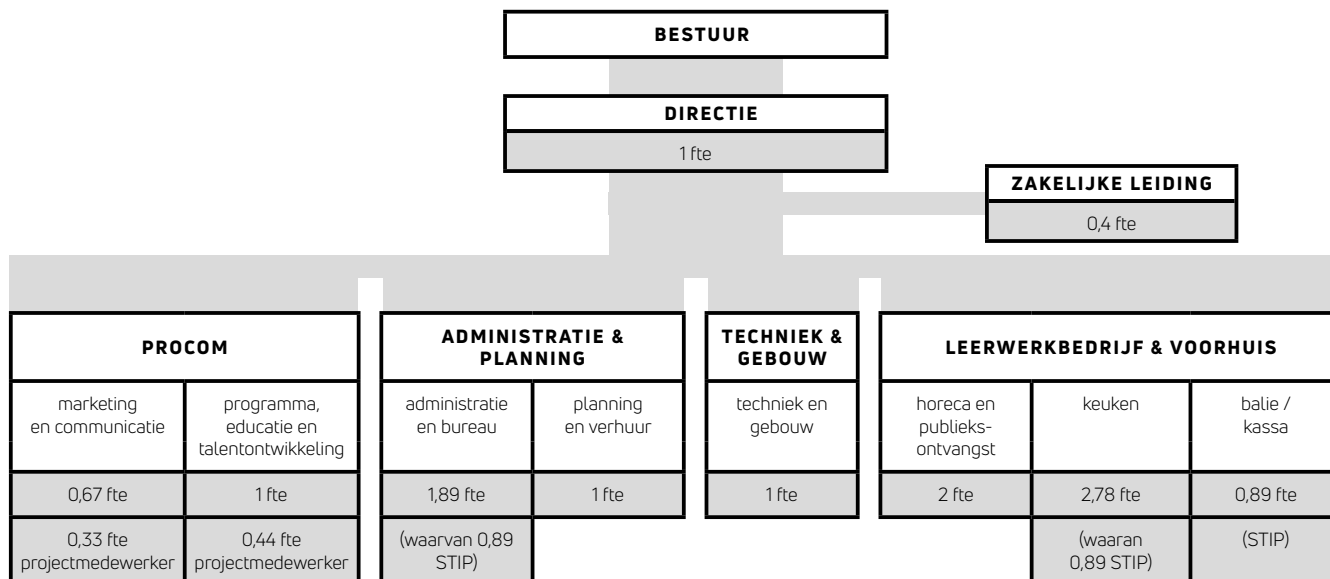 BESTUUR
DIRECTIE
1 fte
ZAKELIJKE LEIDING
0,4 fte
PROCOM
marketing
en communicatie
programma,
educatie en
talentontwikkeling
0,67 fte
1 fte
0,33 fte
projectmedewerker
0,44 fte
projectmedewerker
ADMINISTRATIE &
PLANNING
administratie
en bureau
planning
en verhuur
1,89 fte
1 fte
(waarvan 0,89
STIP)
TECHNIEK &
GEBOUW
techniek en
gebouw
1 fte
LEERWERKBEDRIJF & VOORHUIS
horeca en
publieks-
ontvangst
keuken
balie /
kassa
2 fte
2,78 fte
0,89 fte
(waaran
0,89 STIP)
(STIP)